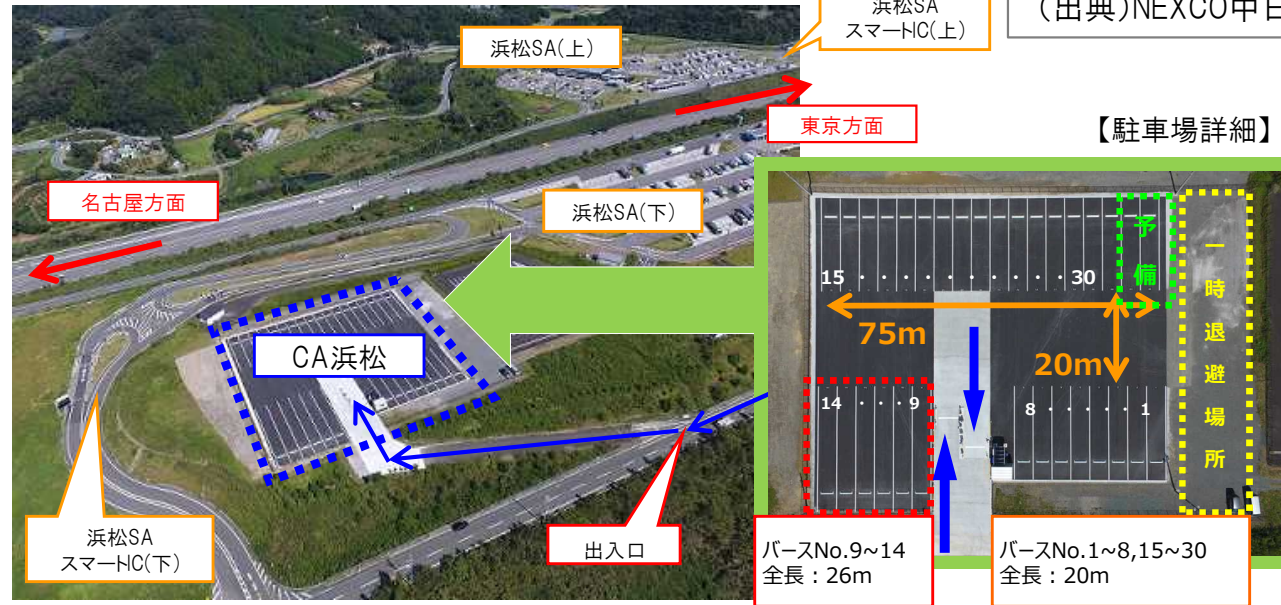 浜松SA
スマートIC(上)
(出典)NEXCO中日
浜松SA(上)
東京方面
【駐車場詳細】
名古屋方面
浜松SA(下)
CA浜松
浜松SA
スマートIC(下)
出入口
予備
一時退避場所
15・・・・・・・・・・30
75m
20m
14・・・9
8・・・・・1
バースNo.9~14
全長：26m
バースNo.1~8,15~30
全長：20m